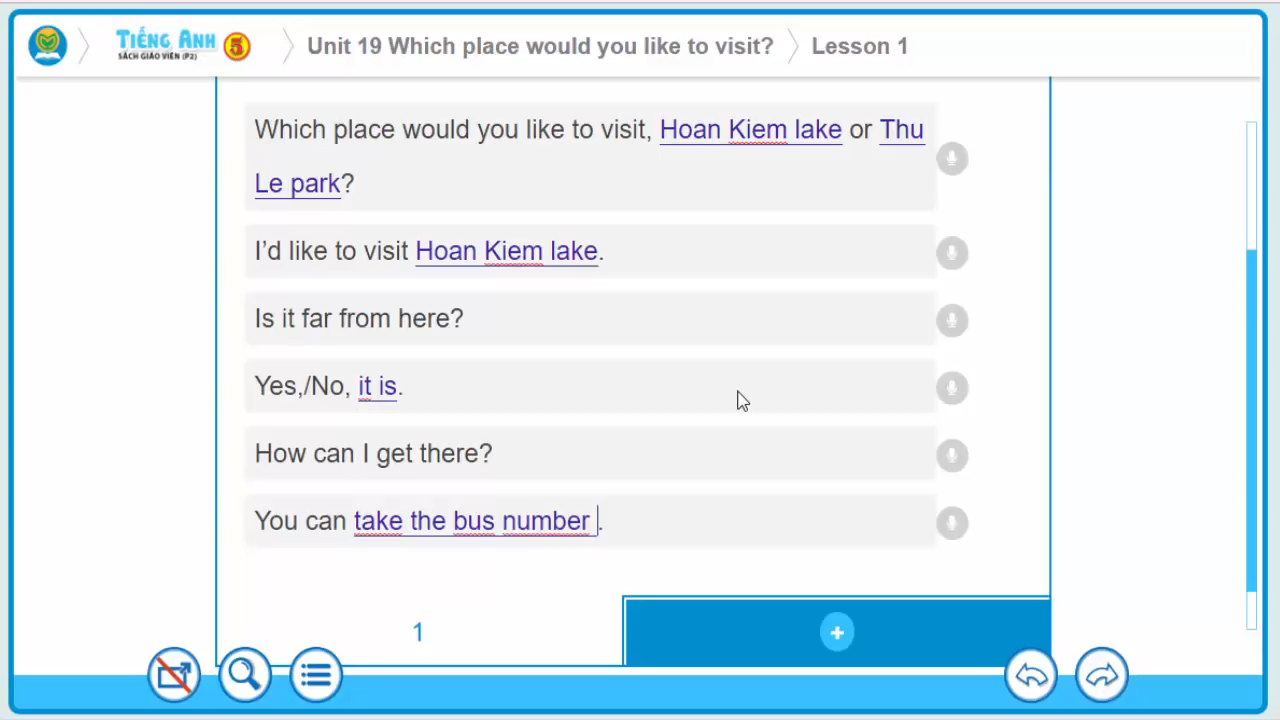 TIẾNG ANH 5
SÁCH GIÁO VIÊN (P2)
Unit 19 Which place would you like to visit?
Lesson 1
Which place would you like to visit, Hoan Kiem lake or Thu
Le park?
I’d like to visit Hoan Kiem lake.
Is it far from here?
Yes,/No, it is.
How can I get there?
You can take the bus number .
1